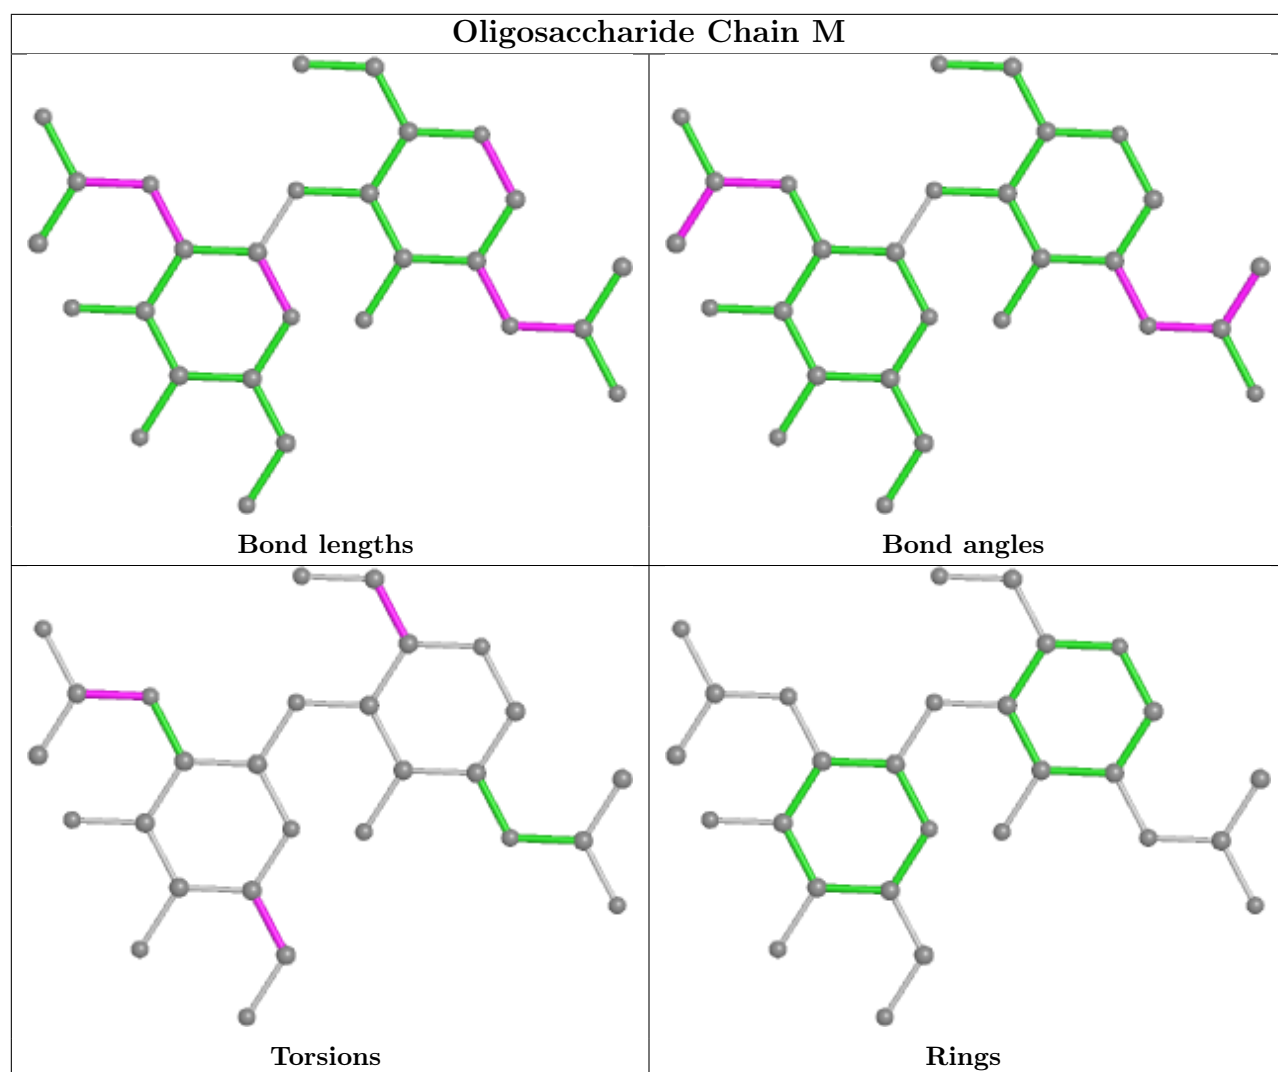 Oligosaccharide Chain M
Bond lengths
Bond angles
Torsions
Rings